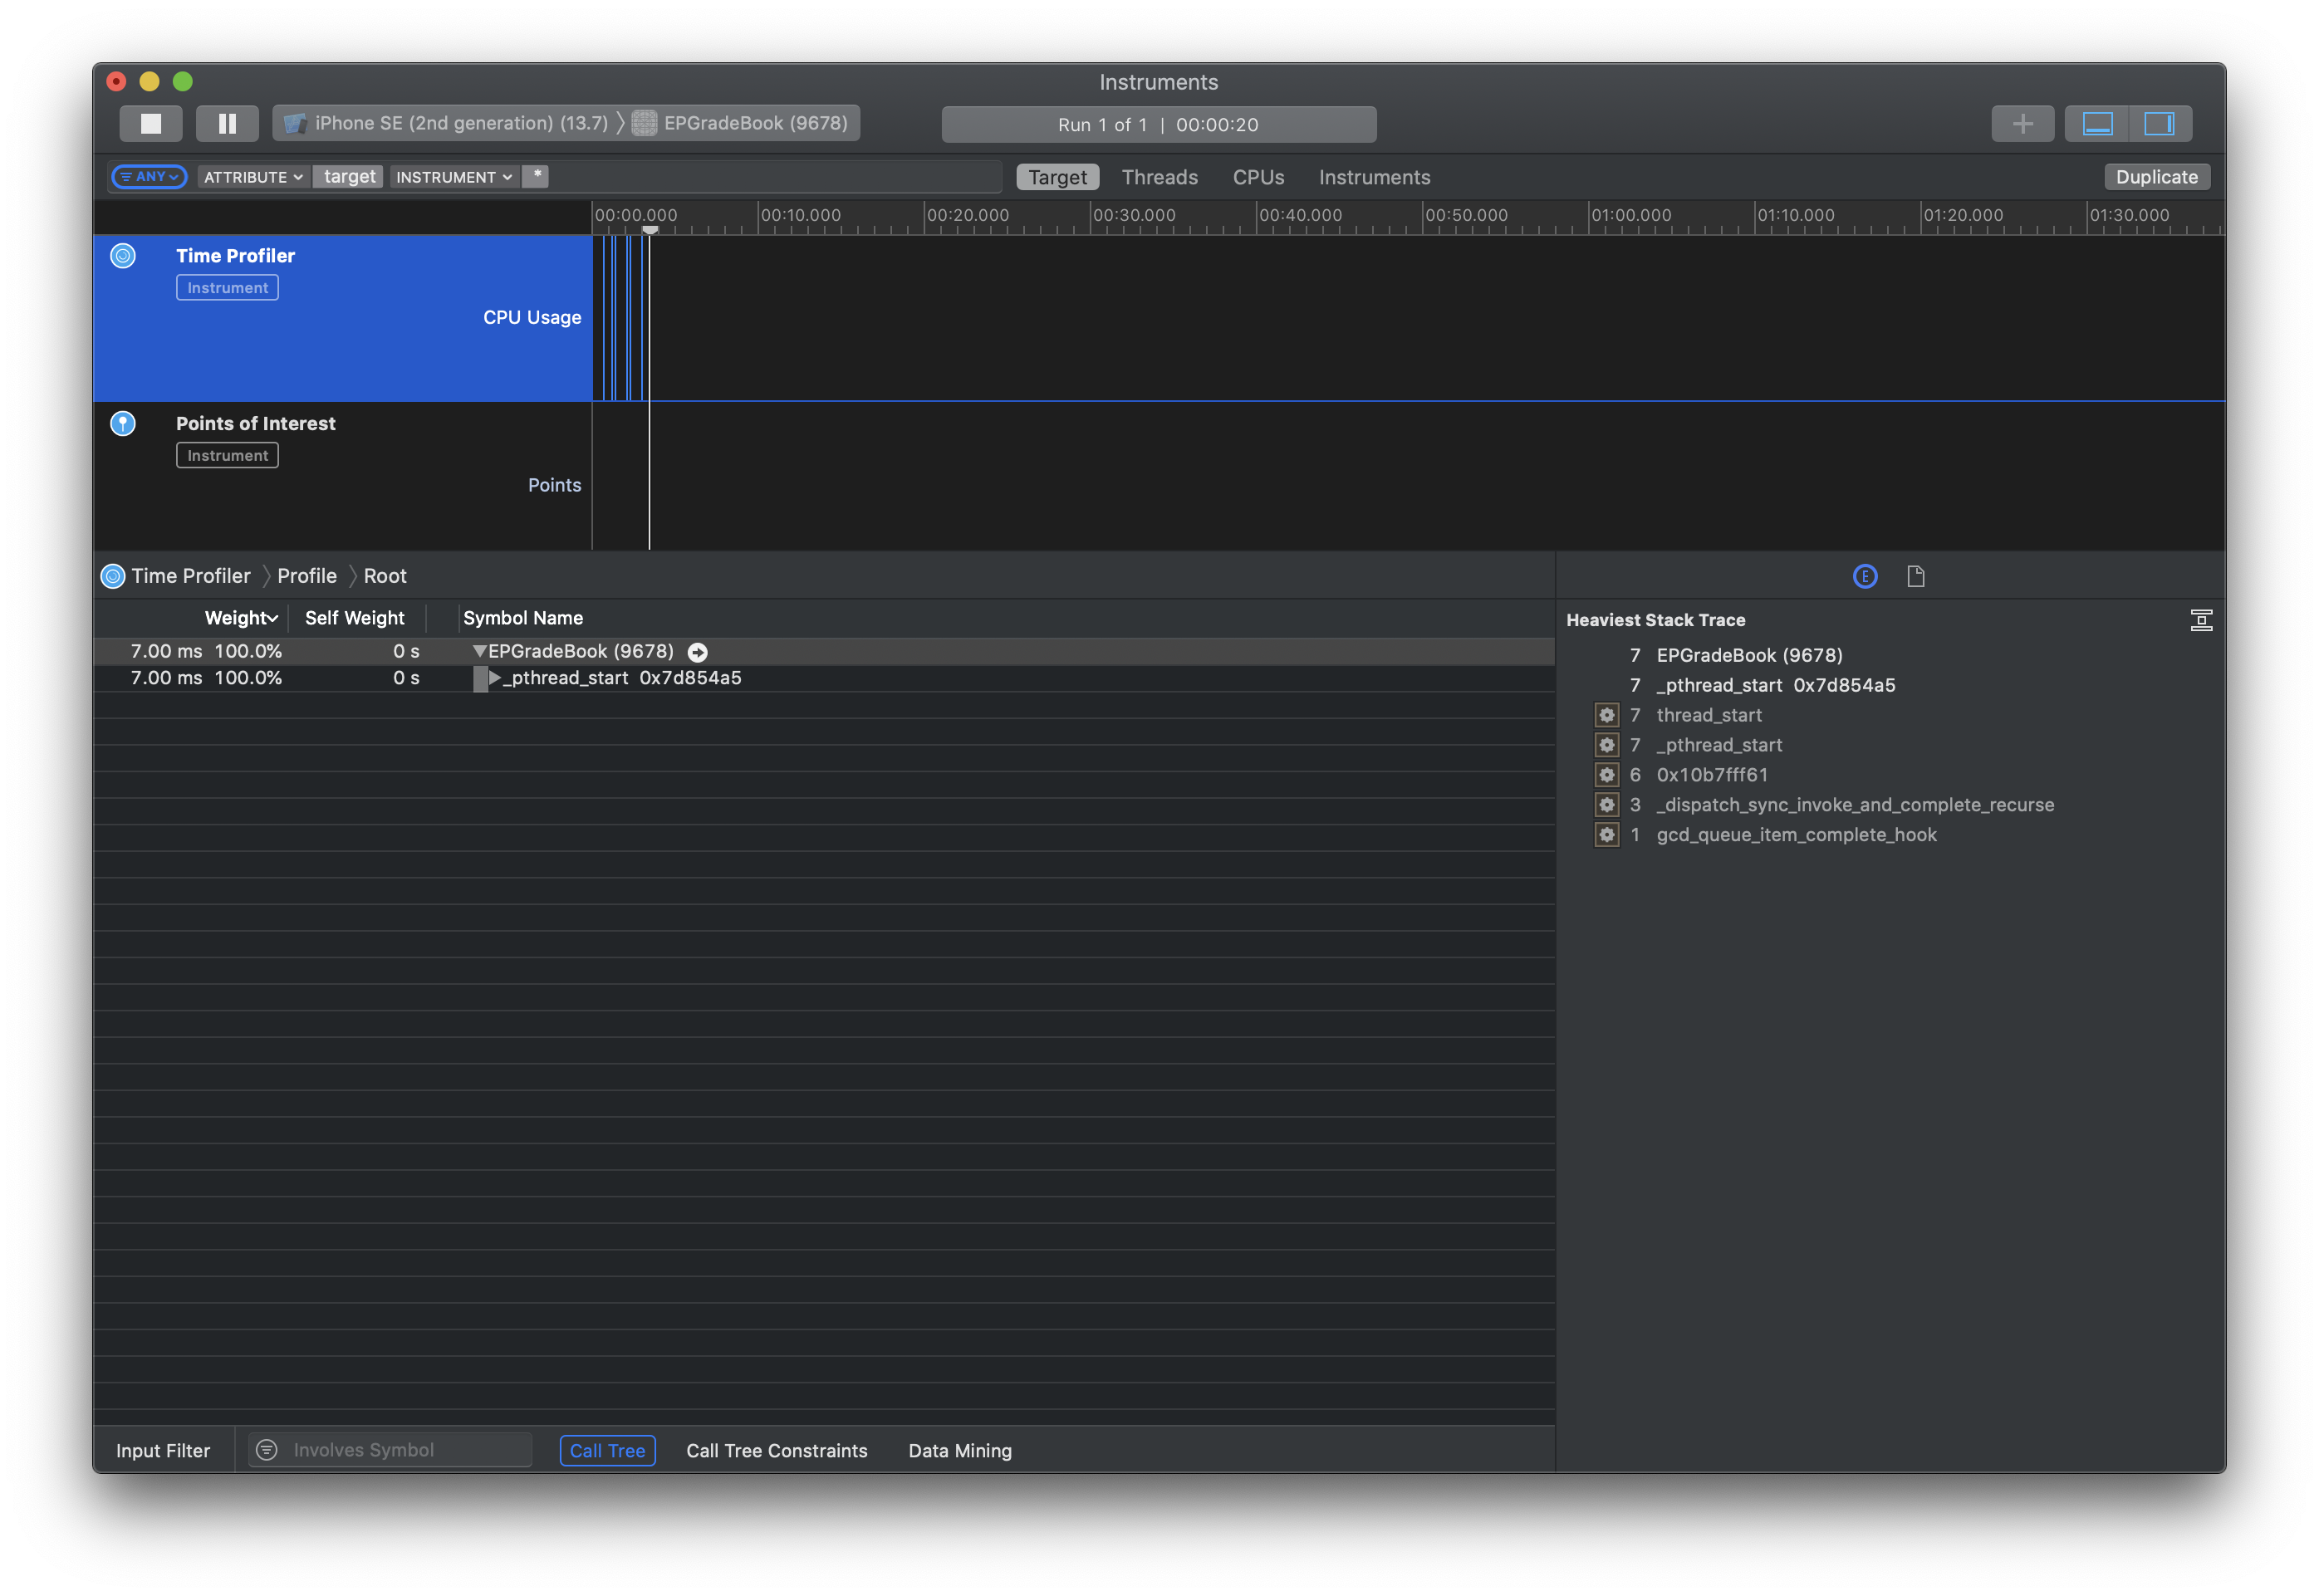 Instruments
iPhone SE (2nd generation) (13.7) EPGradeBook (9678)
Run 1 of 1 | 00:00:20
ANY ATTRIBUTE target INSTRUMENT *
Target Threads CPUs Instruments Duplicate
00:00.000 00:10.000 00:20.000 00:30.000 00:40.000 00:50.000 01:00.000 01:10.000 01:20.000 01:30.000
Time Profiler
Instrument
CPU Usage
Points of Interest
Instrument
Points
Time Profiler Profile Root
Weight Self Weight Symbol Name
7.00 ms 100.0% 0 s EPGradeBook (9678)
7.00 ms 100.0% 0 s _pthread_start 0x7d854a5
E
Heaviest Stack Trace
7 EPGradeBook (9678)
7 _pthread_start 0x7d854a5
7 thread_start
7 _pthread_start
6 0x10b7fff61
3 _dispatch_sync_invoke_and_complete_recurse
1 gcd_queue_item_complete_hook
Input Filter Involves Symbol Call Tree Call Tree Constraints Data Mining